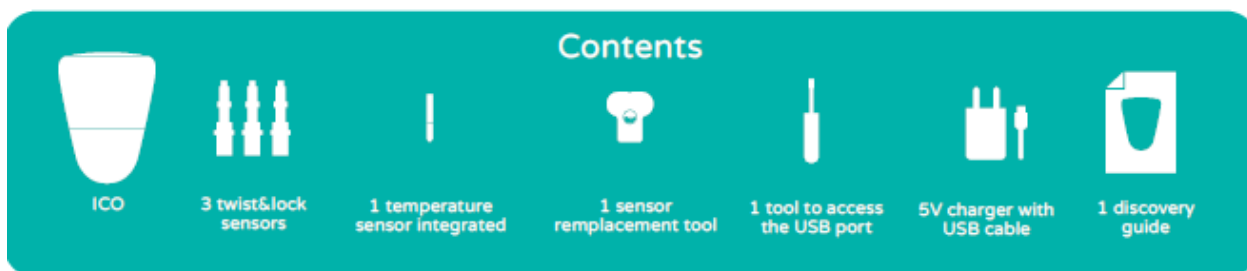 Contents
ICO
3 twist&lock
sensors
1 temperature
sensor integrated
1 sensor
remplacement tool
1 tool to access
the USB port
5V charger with
USB cable
1 discovery
guide